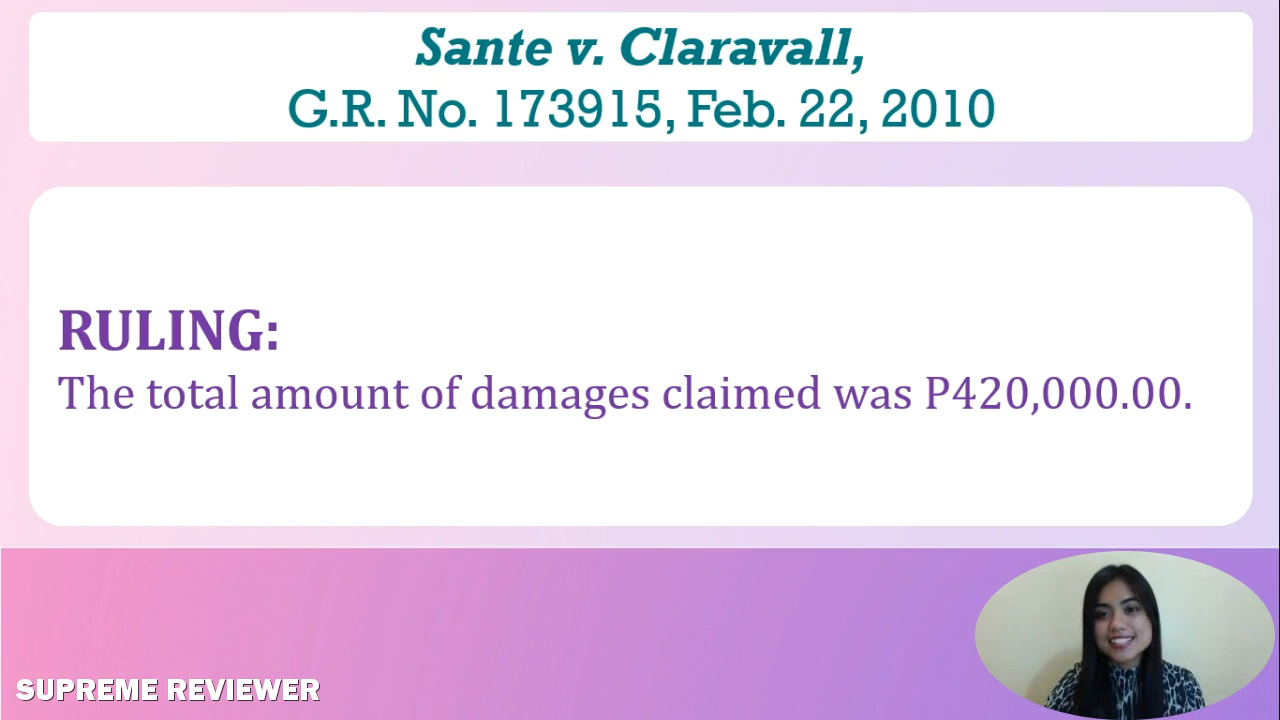 Sante v. Claravall,
G.R. No. 173915, Feb. 22, 2010
RULING:
The total amount of damages claimed was P420,000.00.
SUPREME REVIEWER